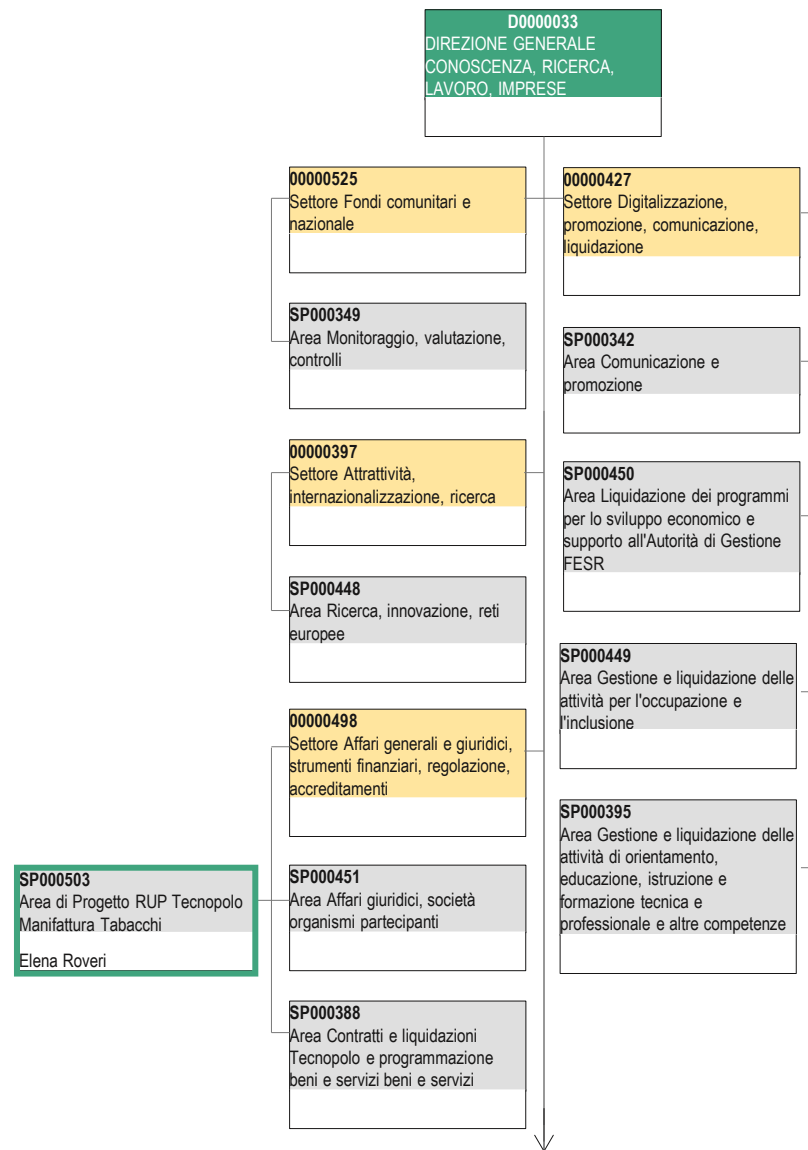 D0000033
DIREZIONE GENERALE
CONOSCENZA, RICERCA,
LAVORO, IMPRESE
00000525
Settore Fondi comunitari e
nazionale
SP000349
Area Monitoraggio, valutazione,
controlli
00000397
Settore Attrattività,
internazionalizzazione, ricerca
SP000448
Area Ricerca, innovazione, reti
europee
00000498
Settore Affari generali e giuridici,
strumenti finanziari, regolazione,
accreditamenti
SP000503
Area di Progetto RUP Tecnopolo
Manifattura Tabacchi
Elena Roveri
SP000451
Area Affari giuridici, società
organismi partecipanti
SP000388
Area Contratti e liquidazioni
Tecnopolo e programmazione
beni e servizi beni e servizi
00000427
Settore Digitalizzazione,
promozione, comunicazione,
liquidazione
SP000342
Area Comunicazione e
promozione
SP000450
Area Liquidazione dei programmi
per lo sviluppo economico e
supporto all'Autorità di Gestione
FESR
SP000449
Area Gestione e liquidazione delle
attività per l'occupazione e
l'inclusione
SP000395
Area Gestione e liquidazione delle
attività di orientamento,
educazione, istruzione e
formazione tecnica e
professionale e altre competenze